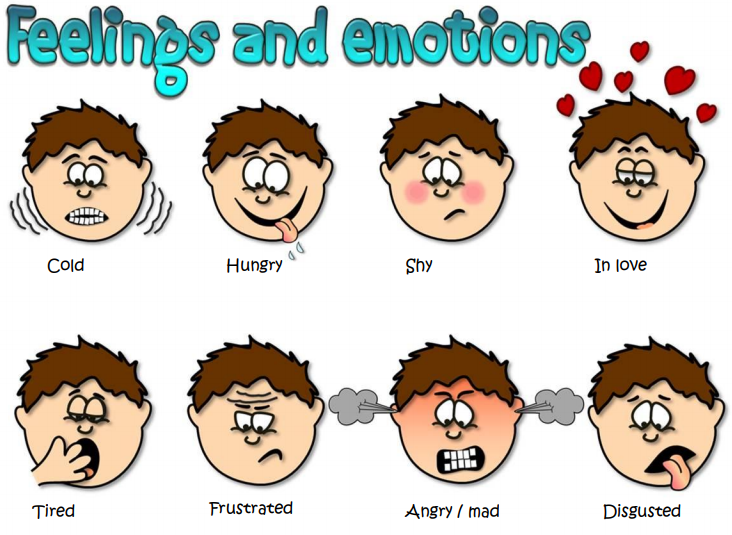 Feelings and emotions
Cold
Hungry
Shy
In love
Tired
Frustrated
Angry / mad
Disgusted